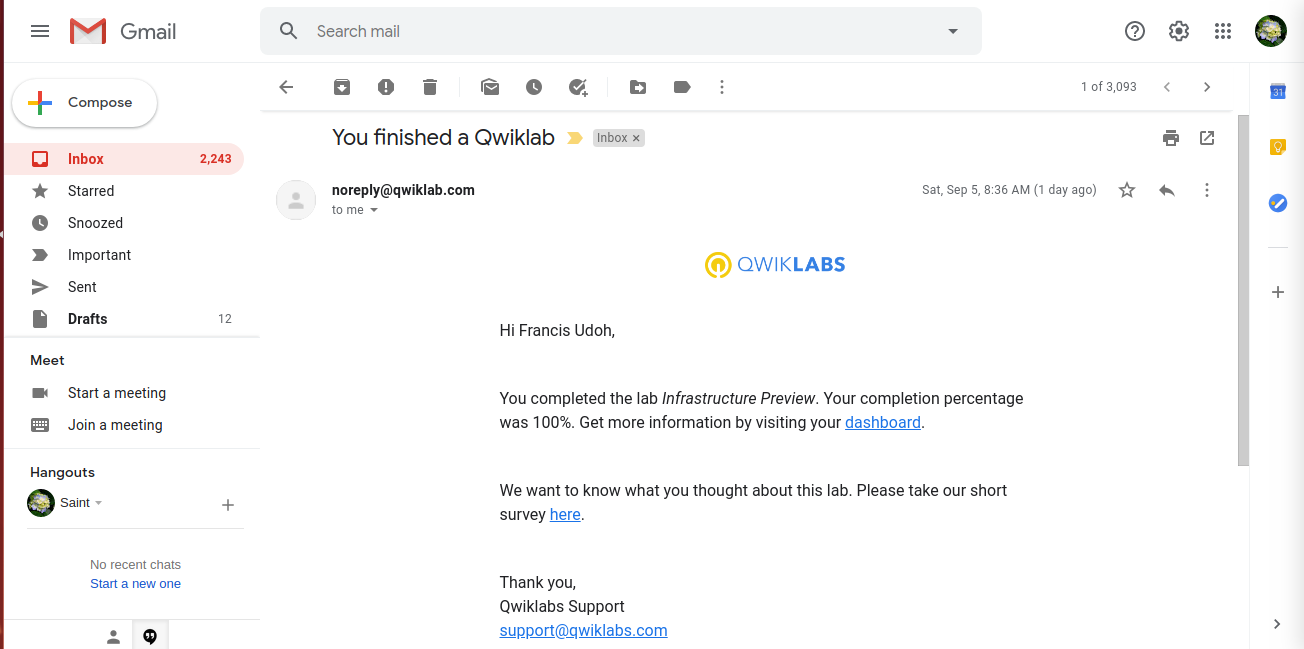 Gmail
Search mail
Compose
1 of 3,093
31
You finished a Qwiklab
Inbox ×
Inbox 2,243
Starred
Snoozed
Important
Sent
Drafts 12
noreply@qwiklab.com
Sat, Sep 5, 8:36 AM (1 day ago)
to me
QWIKLABS
Hi Francis Udoh,
You completed the lab Infrastructure Preview. Your completion percentage
was 100%. Get more information by visiting your dashboard.
We want to know what you thought about this lab. Please take our short
survey here.
Thank you,
Qwiklabs Support
support@qwiklabs.com
Meet
Start a meeting
Join a meeting
Hangouts
Saint
No recent chats
Start a new one